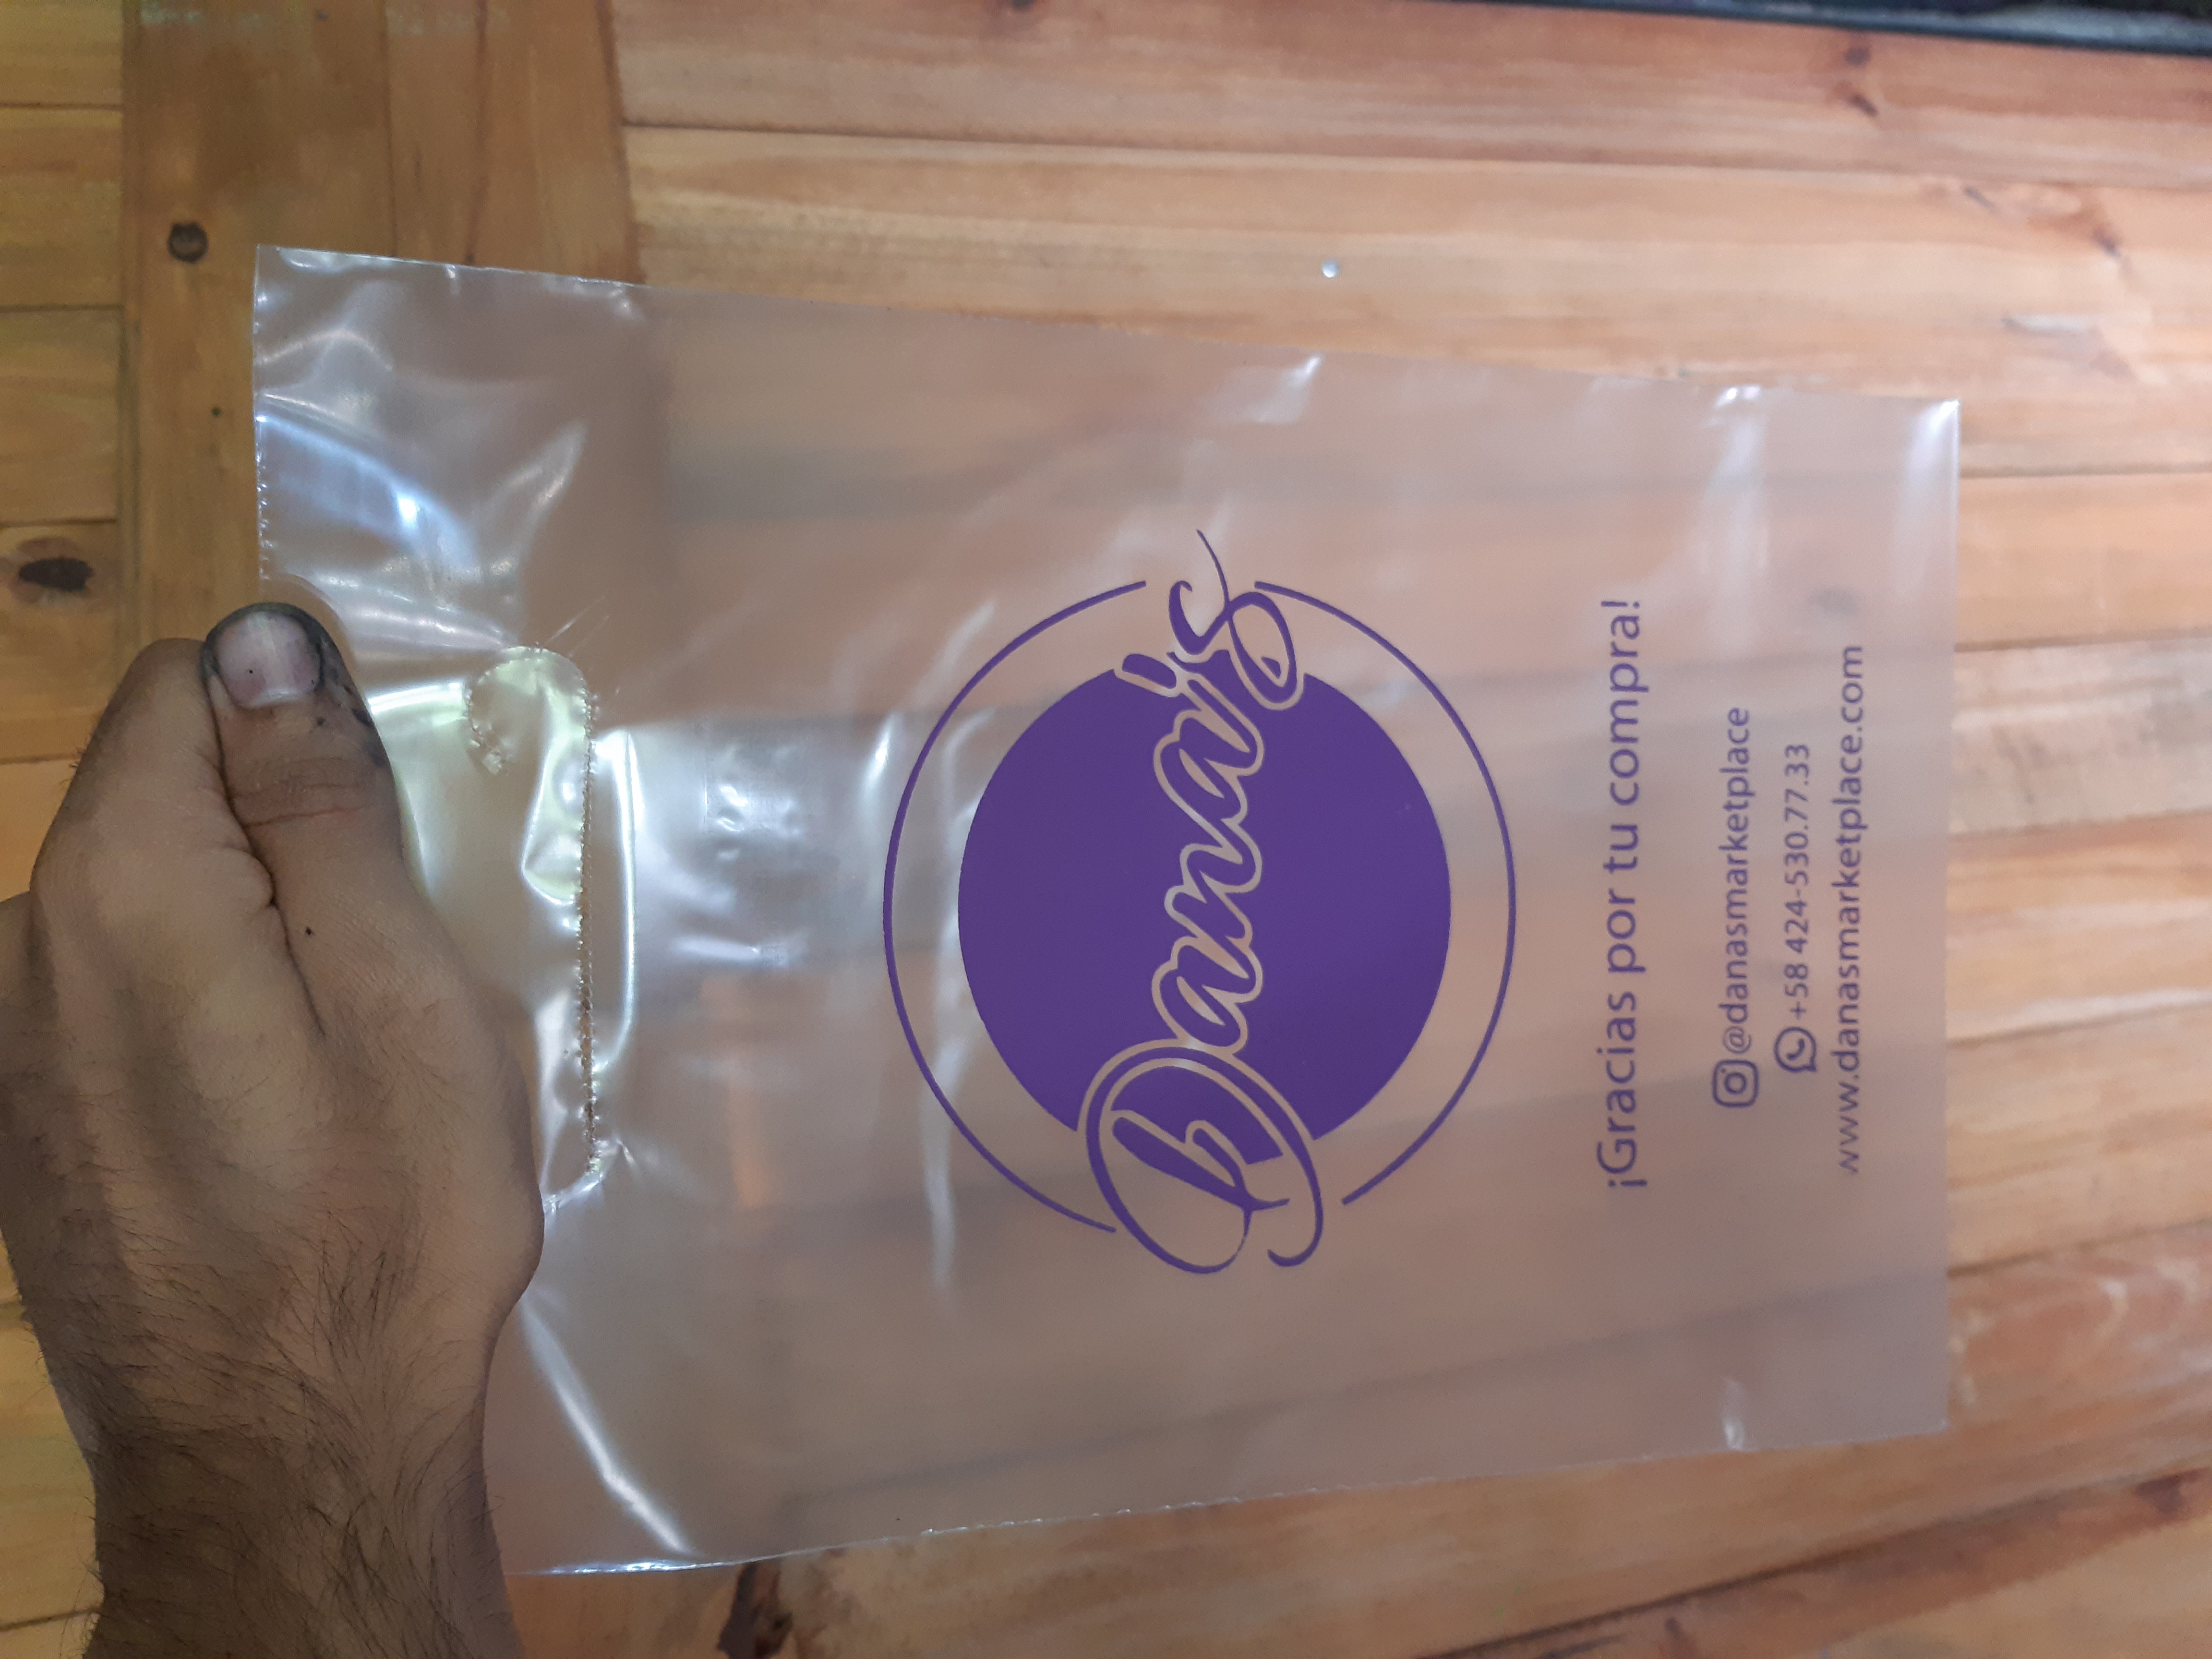 Dana's
¡Gracias por tu compra!
@danasmarketplace
+58 424-530.77.33
www.danasmarketplace.com